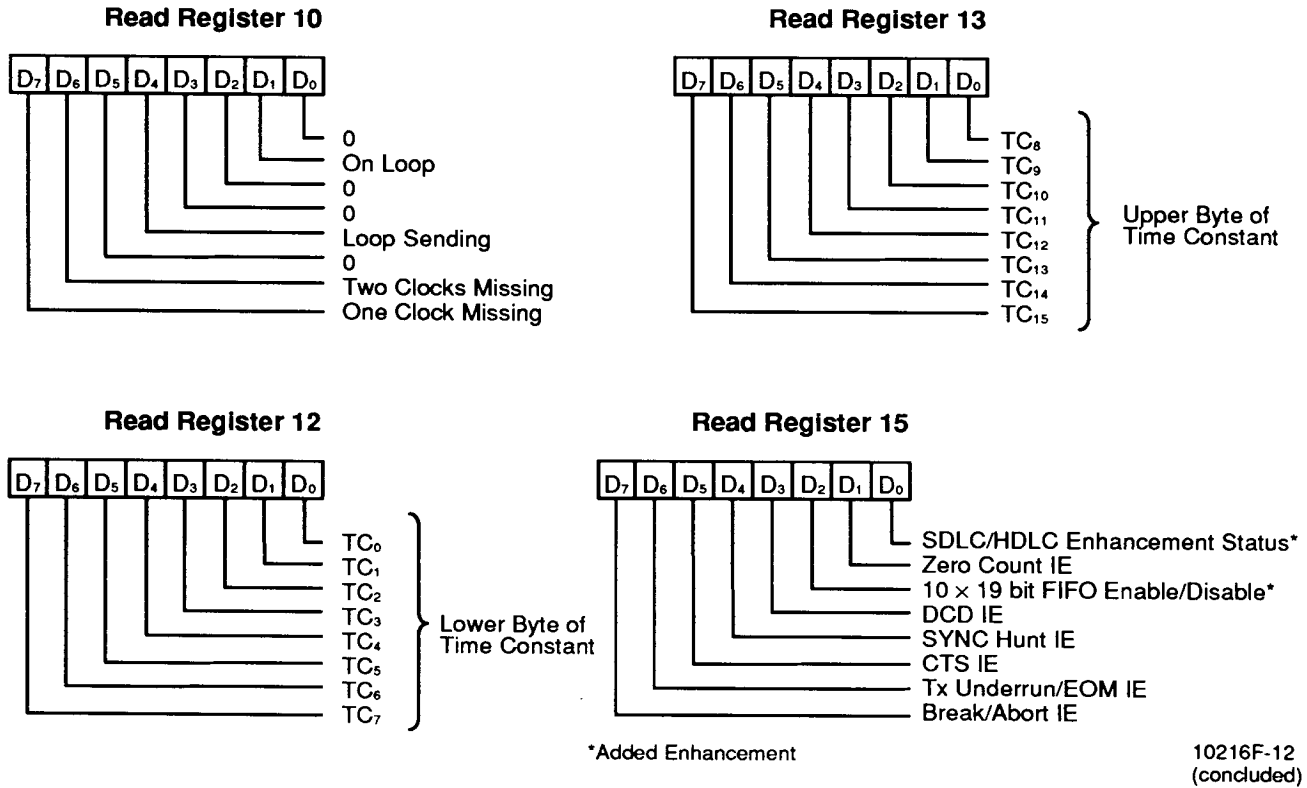 Read Register 10
D₇ D₆ D₅ D₄ D₃ D₂ D₁ D₀
0
On Loop
0
0
Loop Sending
0
Two Clocks Missing
One Clock Missing
Read Register 13
D₇ D₆ D₅ D₄ D₃ D₂ D₁ D₀
TC₈
TC₉
TC₁₀
TC₁₁
TC₁₂
TC₁₃
TC₁₄
TC₁₅
Upper Byte of
Time Constant
Read Register 12
D₇ D₆ D₅ D₄ D₃ D₂ D₁ D₀
TC₀
TC₁
TC₂
TC₃
TC₄
TC₅
TC₆
TC₇
Lower Byte of
Time Constant
Read Register 15
D₇ D₆ D₅ D₄ D₃ D₂ D₁ D₀
SDLC/HDLC Enhancement Status*
Zero Count IE
10 × 19 bit FIFO Enable/Disable*
DCD IE
SYNC Hunt IE
CTS IE
Tx Underrun/EOM IE
Break/Abort IE
*Added Enhancement
10216F-12
(concluded)